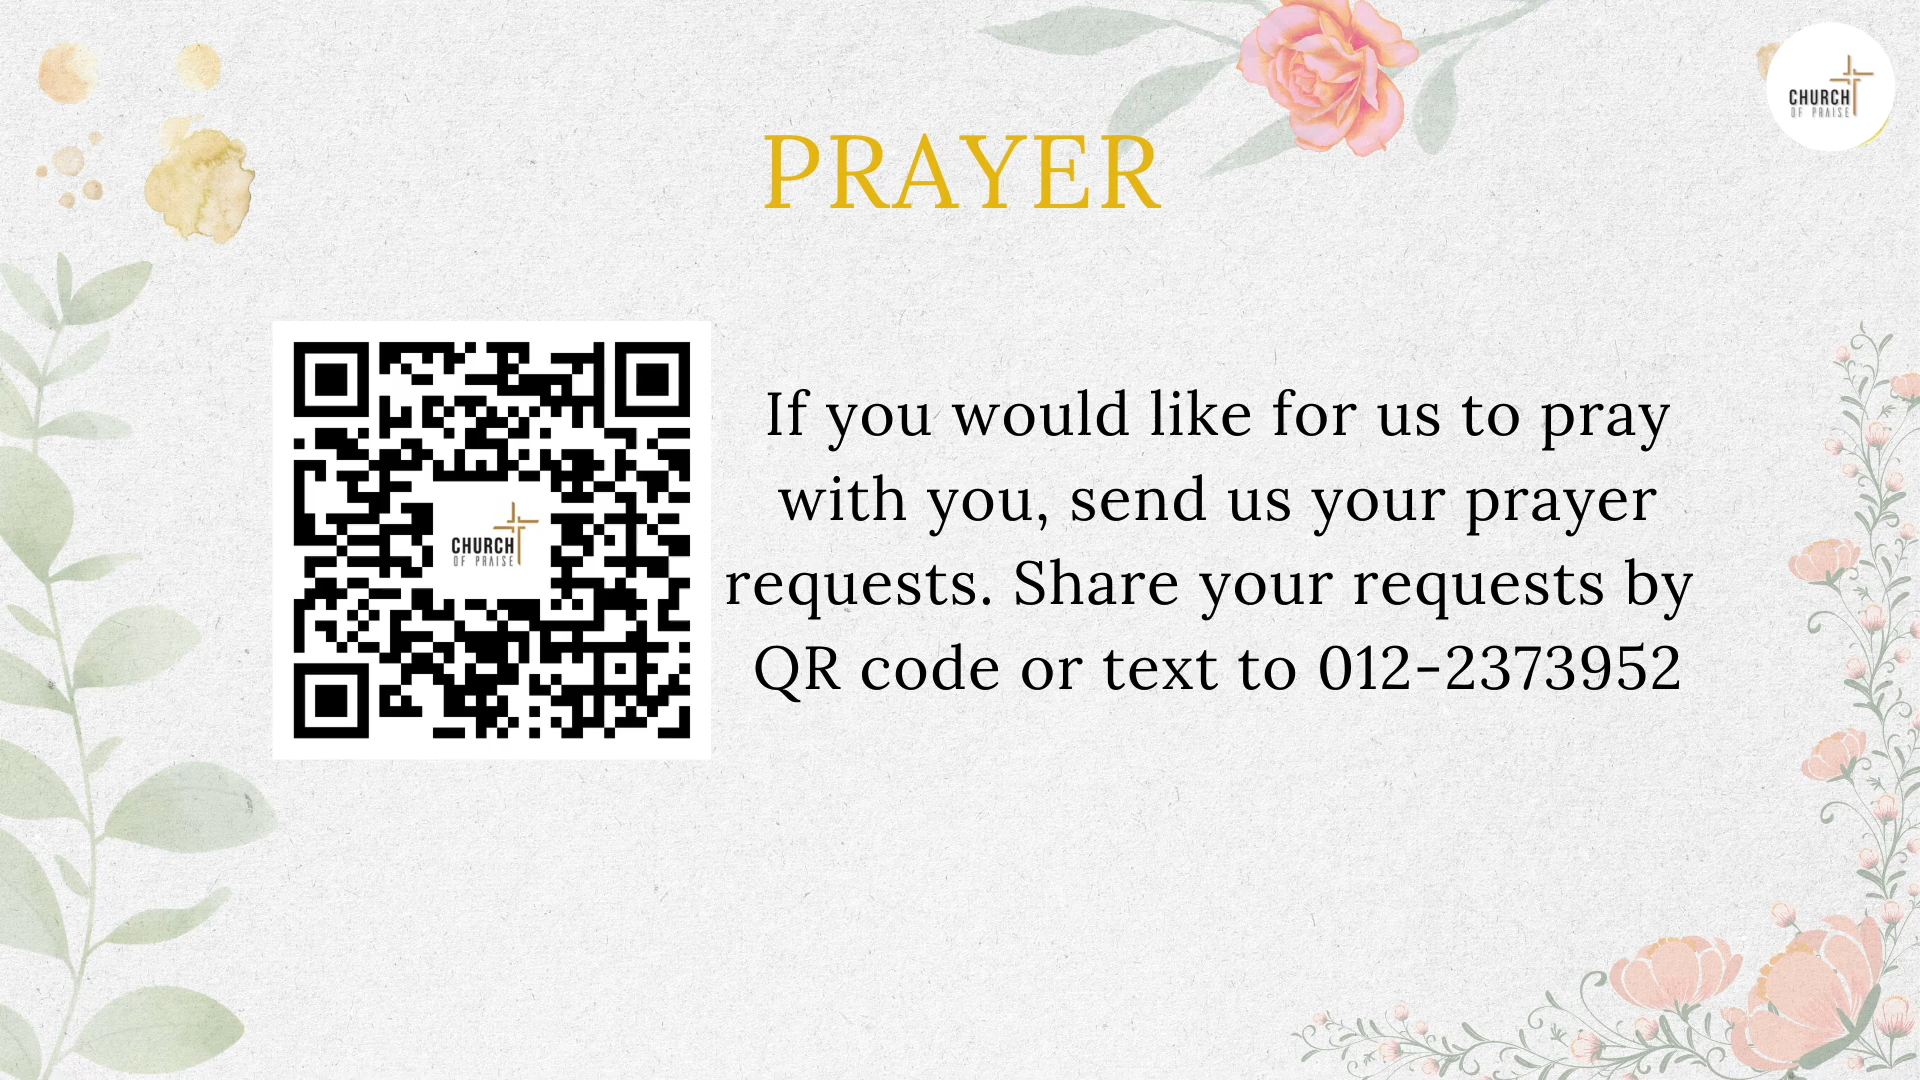 CHURCH
OF PRAISE
PRAYER
If you would like for us to pray
with you, send us your prayer
requests. Share your requests by
QR code or text to 012-2373952
CHURCH
OF PRAISE